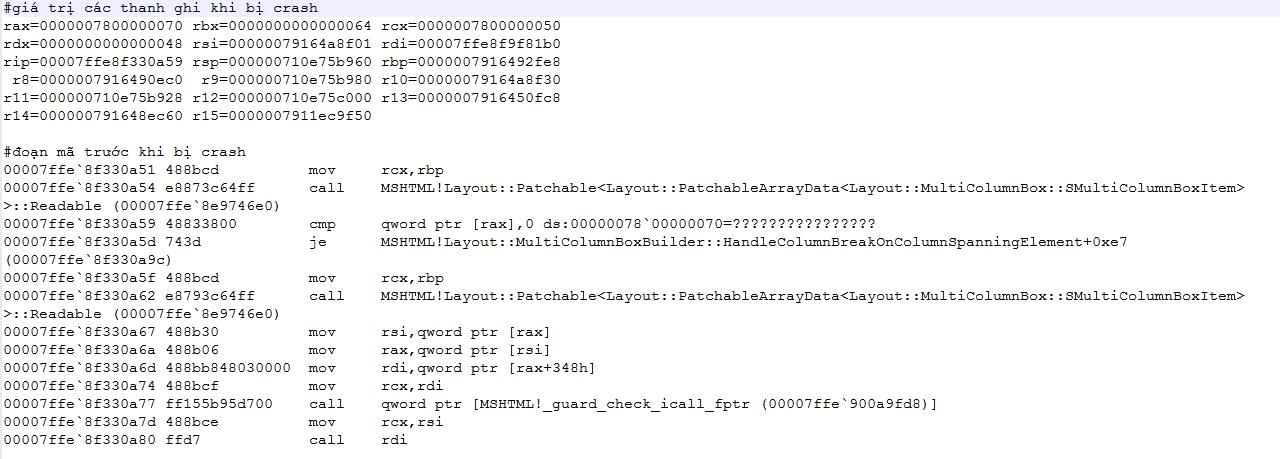 #giá trị các thanh ghi khi bị crash
rax=0000007800000070 rbx=0000000000000064 rcx=0000007800000050
rdx=0000000000000048 rsi=00000079164a8f01 rdi=00007ffe8f9f81b0
rip=00007ffe8f330a59 rsp=000000710e75b960 rbp=0000007916492fe8
r8=0000007916490ec0 r9=000000710e75b980 r10=00000079164a8f30
r11=000000710e75b928 r12=000000710e75c000 r13=0000007916450fc8
r14=000000791648ec60 r15=0000007911ec9f50
#đoạn mã trước khi bị crash
00007ffe`8f330a51 488bcd mov rcx,rbp
00007ffe`8f330a54 e8873c64ff call MSHTML!Layout::Patchable<Layout::PatchableArrayData<Layout::MultiColumnBox::SMultiColumnBoxItem>
>::Readable (00007ffe`8e9746e0)
00007ffe`8f330a59 48833800 cmp qword ptr [rax],0 ds:00000078`00000070=????????????????
00007ffe`8f330a5d 743d je MSHTML!Layout::MultiColumnBoxBuilder::HandleColumnBreakOnColumnSpanningElement+0xe7
(00007ffe`8f330a9c)
00007ffe`8f330a5f 488bcd mov rcx,rbp
00007ffe`8f330a62 e8793c64ff call MSHTML!Layout::Patchable<Layout::PatchableArrayData<Layout::MultiColumnBox::SMultiColumnBoxItem>
>::Readable (00007ffe`8e9746e0)
00007ffe`8f330a67 488b30 mov rsi,qword ptr [rax]
00007ffe`8f330a6a 488b06 mov rax,qword ptr [rsi]
00007ffe`8f330a6d 488bb848030000 mov rdi,qword ptr [rax+348h]
00007ffe`8f330a74 488bcf mov rcx,rdi
00007ffe`8f330a77 ff155b95d700 call qword ptr [MSHTML!_guard_check_icall_fptr (00007ffe`900a9fd8)]
00007ffe`8f330a7d 488bce mov rcx,rsi
00007ffe`8f330a80 ffd7 call rdi